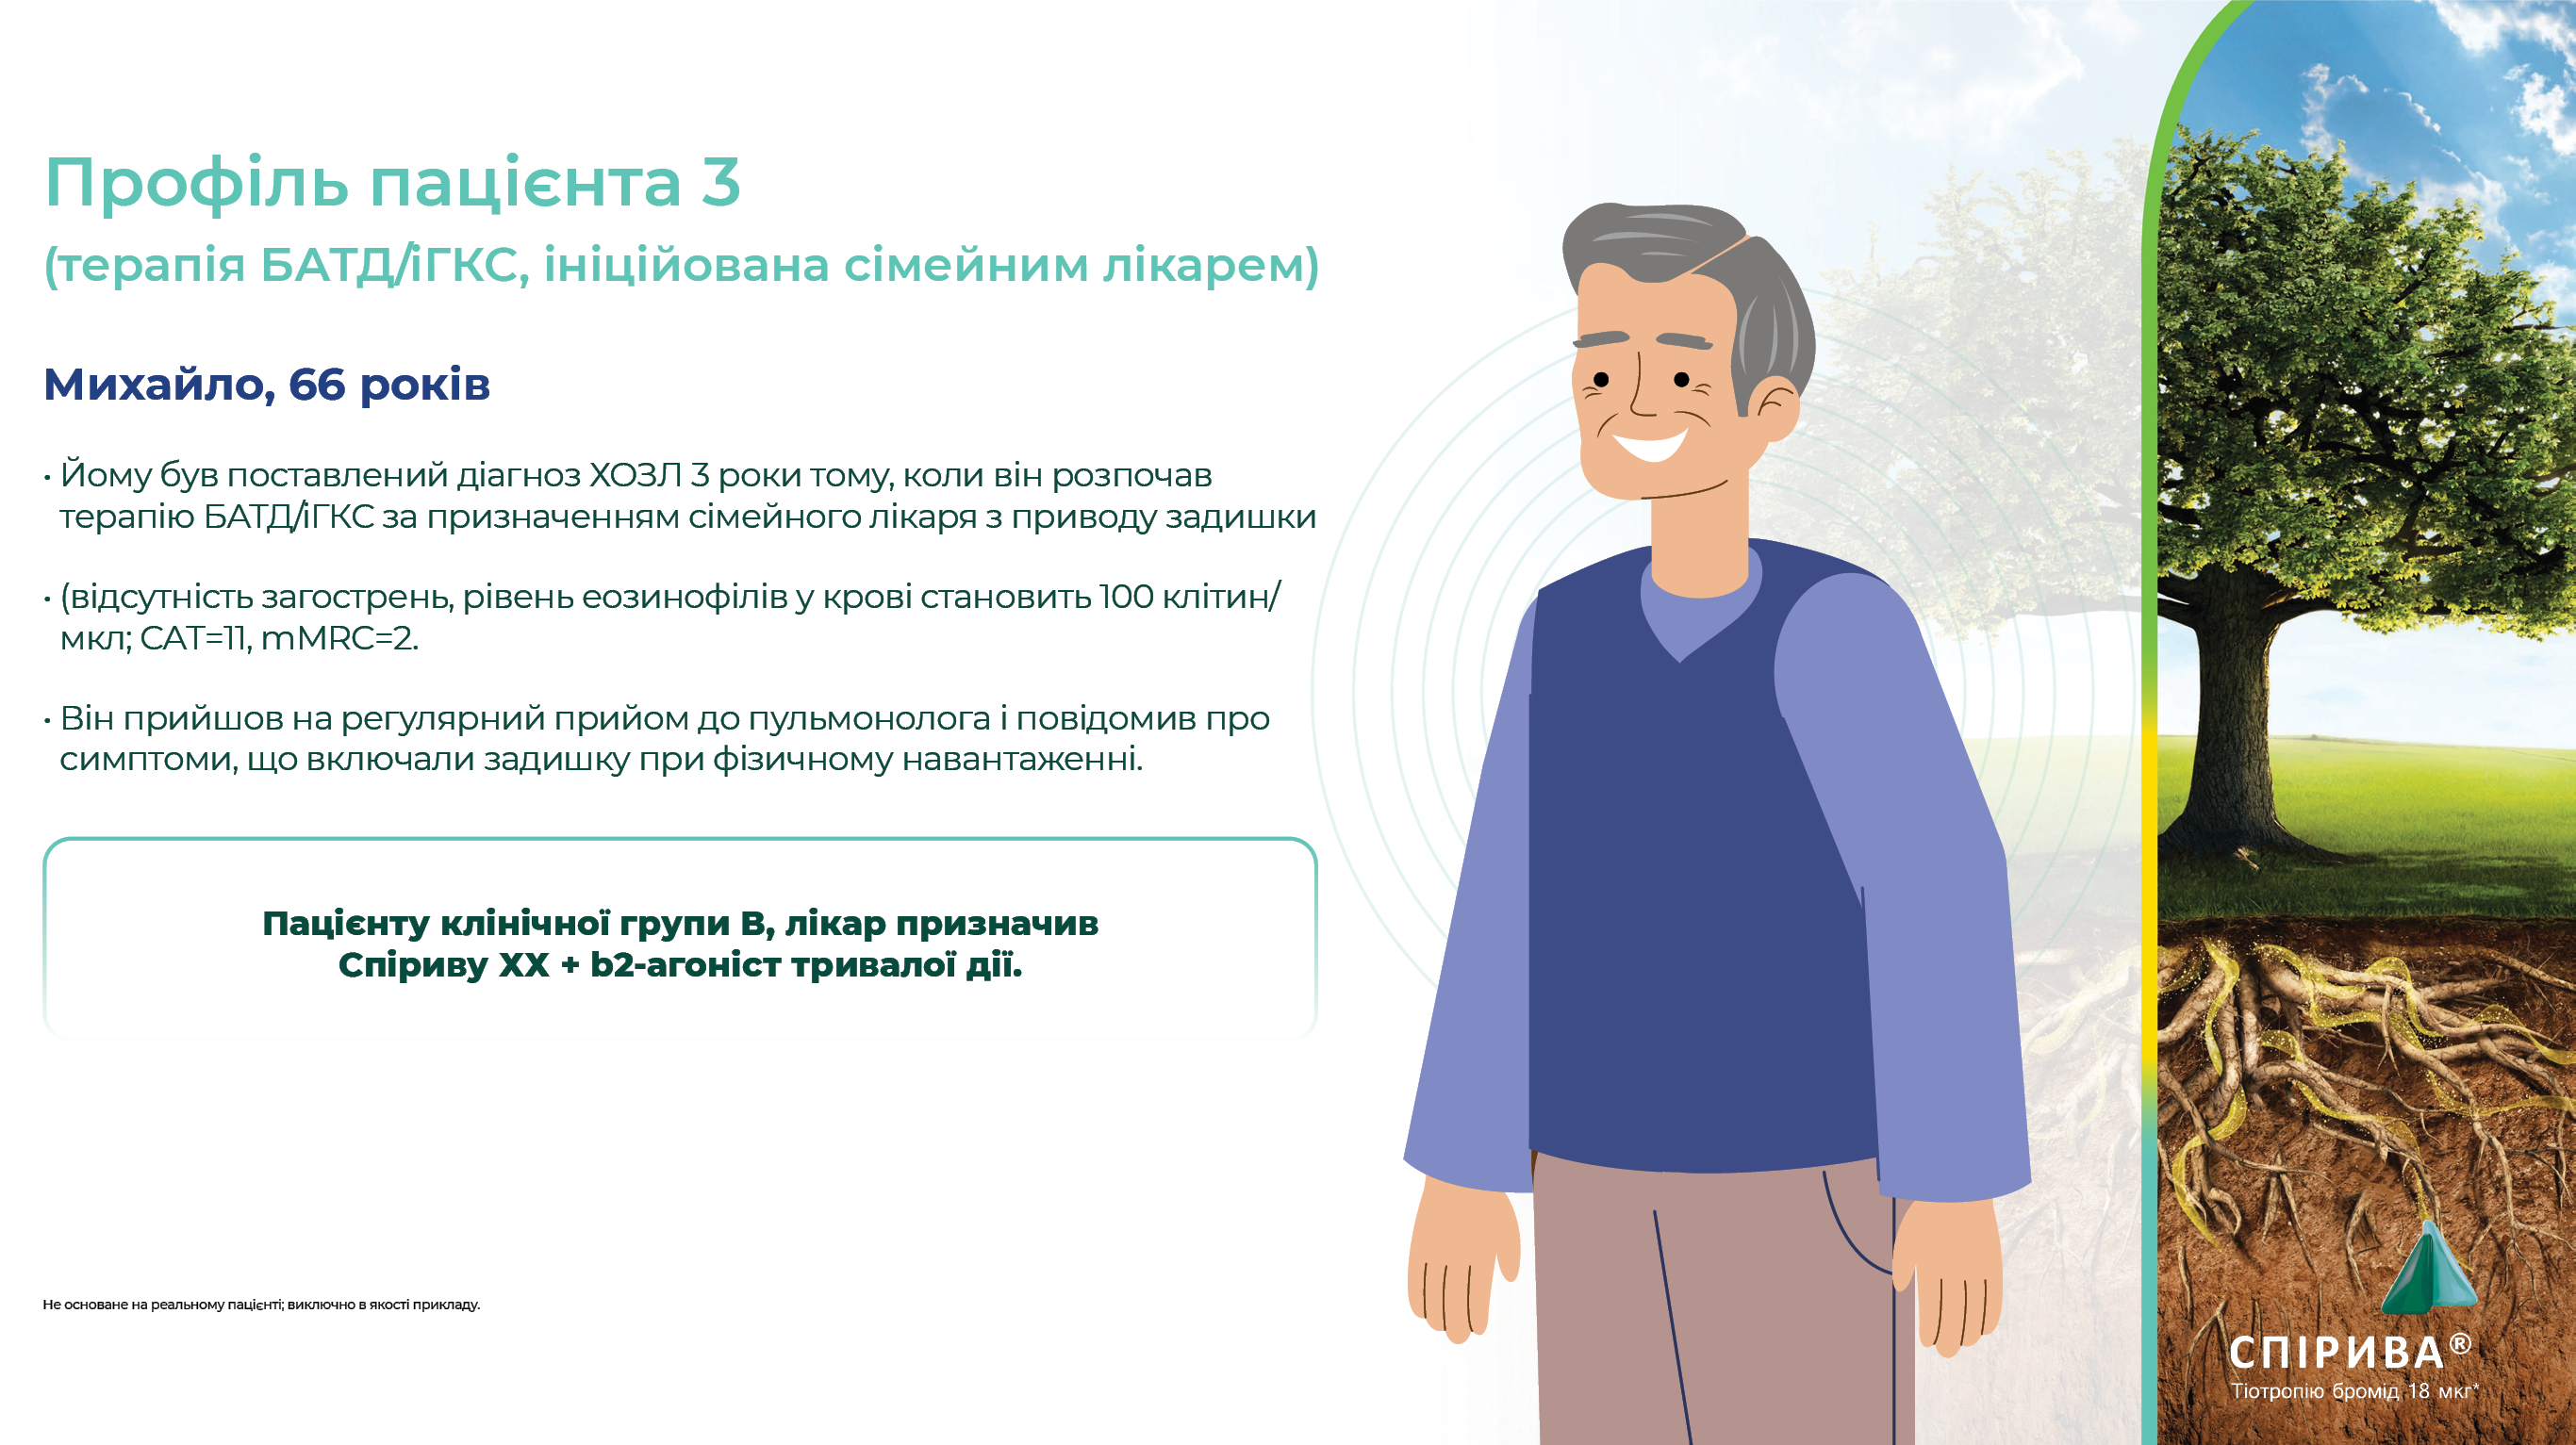 Профіль пацієнта 3
(терапія БАТД/іГКС, ініційована сімейним лікарем)
Михайло, 66 років
• Йому був поставлений діагноз ХОЗЛ 3 роки тому, коли він розпочав
терапію БАТД/іГКС за призначенням сімейного лікаря з приводу задишки
• (відсутність загострень, рівень еозинофілів у крові становить 100 клітин/
мкл; CAT=11, mMRC=2.
• Він прийшов на регулярний прийом до пульмонолога і повідомив про
симптоми, що включали задишку при фізичному навантаженні.
Пацієнту клінічної групи В, лікар призначив
Спіриву ХХ + b2-агоніст тривалої дії.
Не основане на реальному пацієнті; виключно в якості прикладу.
СПІРИВА®
Тіотропію бромід 18 мкг*